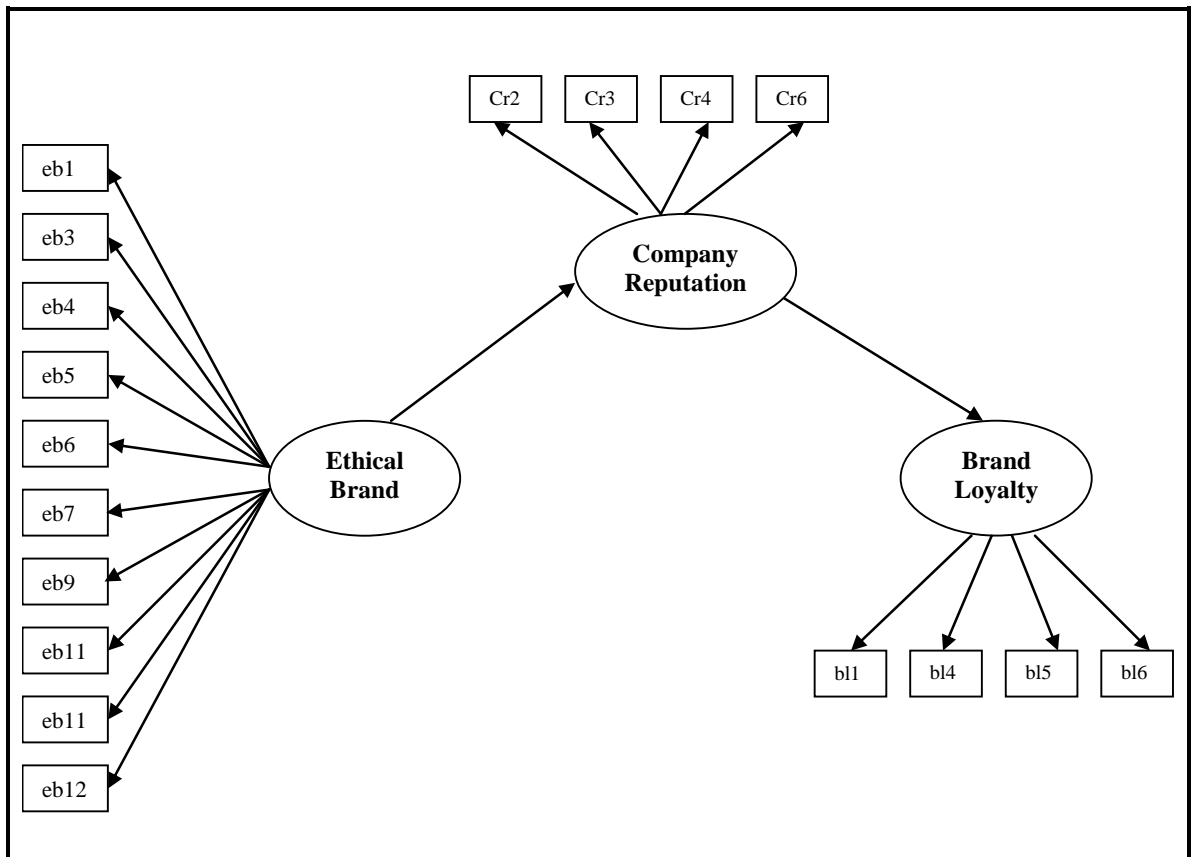 Cr2
Cr3
Cr4
Cr6
eb1
eb3
eb4
eb5
eb6
eb7
eb9
eb11
eb11
eb12
Company
Reputation
Ethical
Brand
Brand
Loyalty
bl1
bl4
bl5
bl6